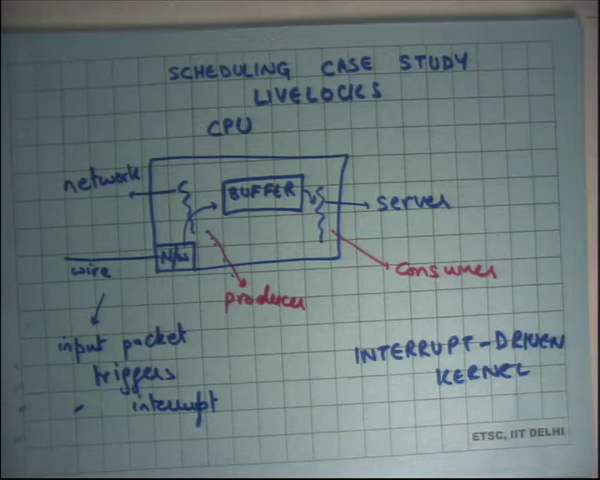 SCHEDULING CASE STUDY
LIVELOCKS
CPU
network
BUFFER
server
N/W
wire
consumer
producer
input packet
triggers
interrupt
INTERRUPT-DRIVEN
KERNEL
ETSC, IIT DELHI